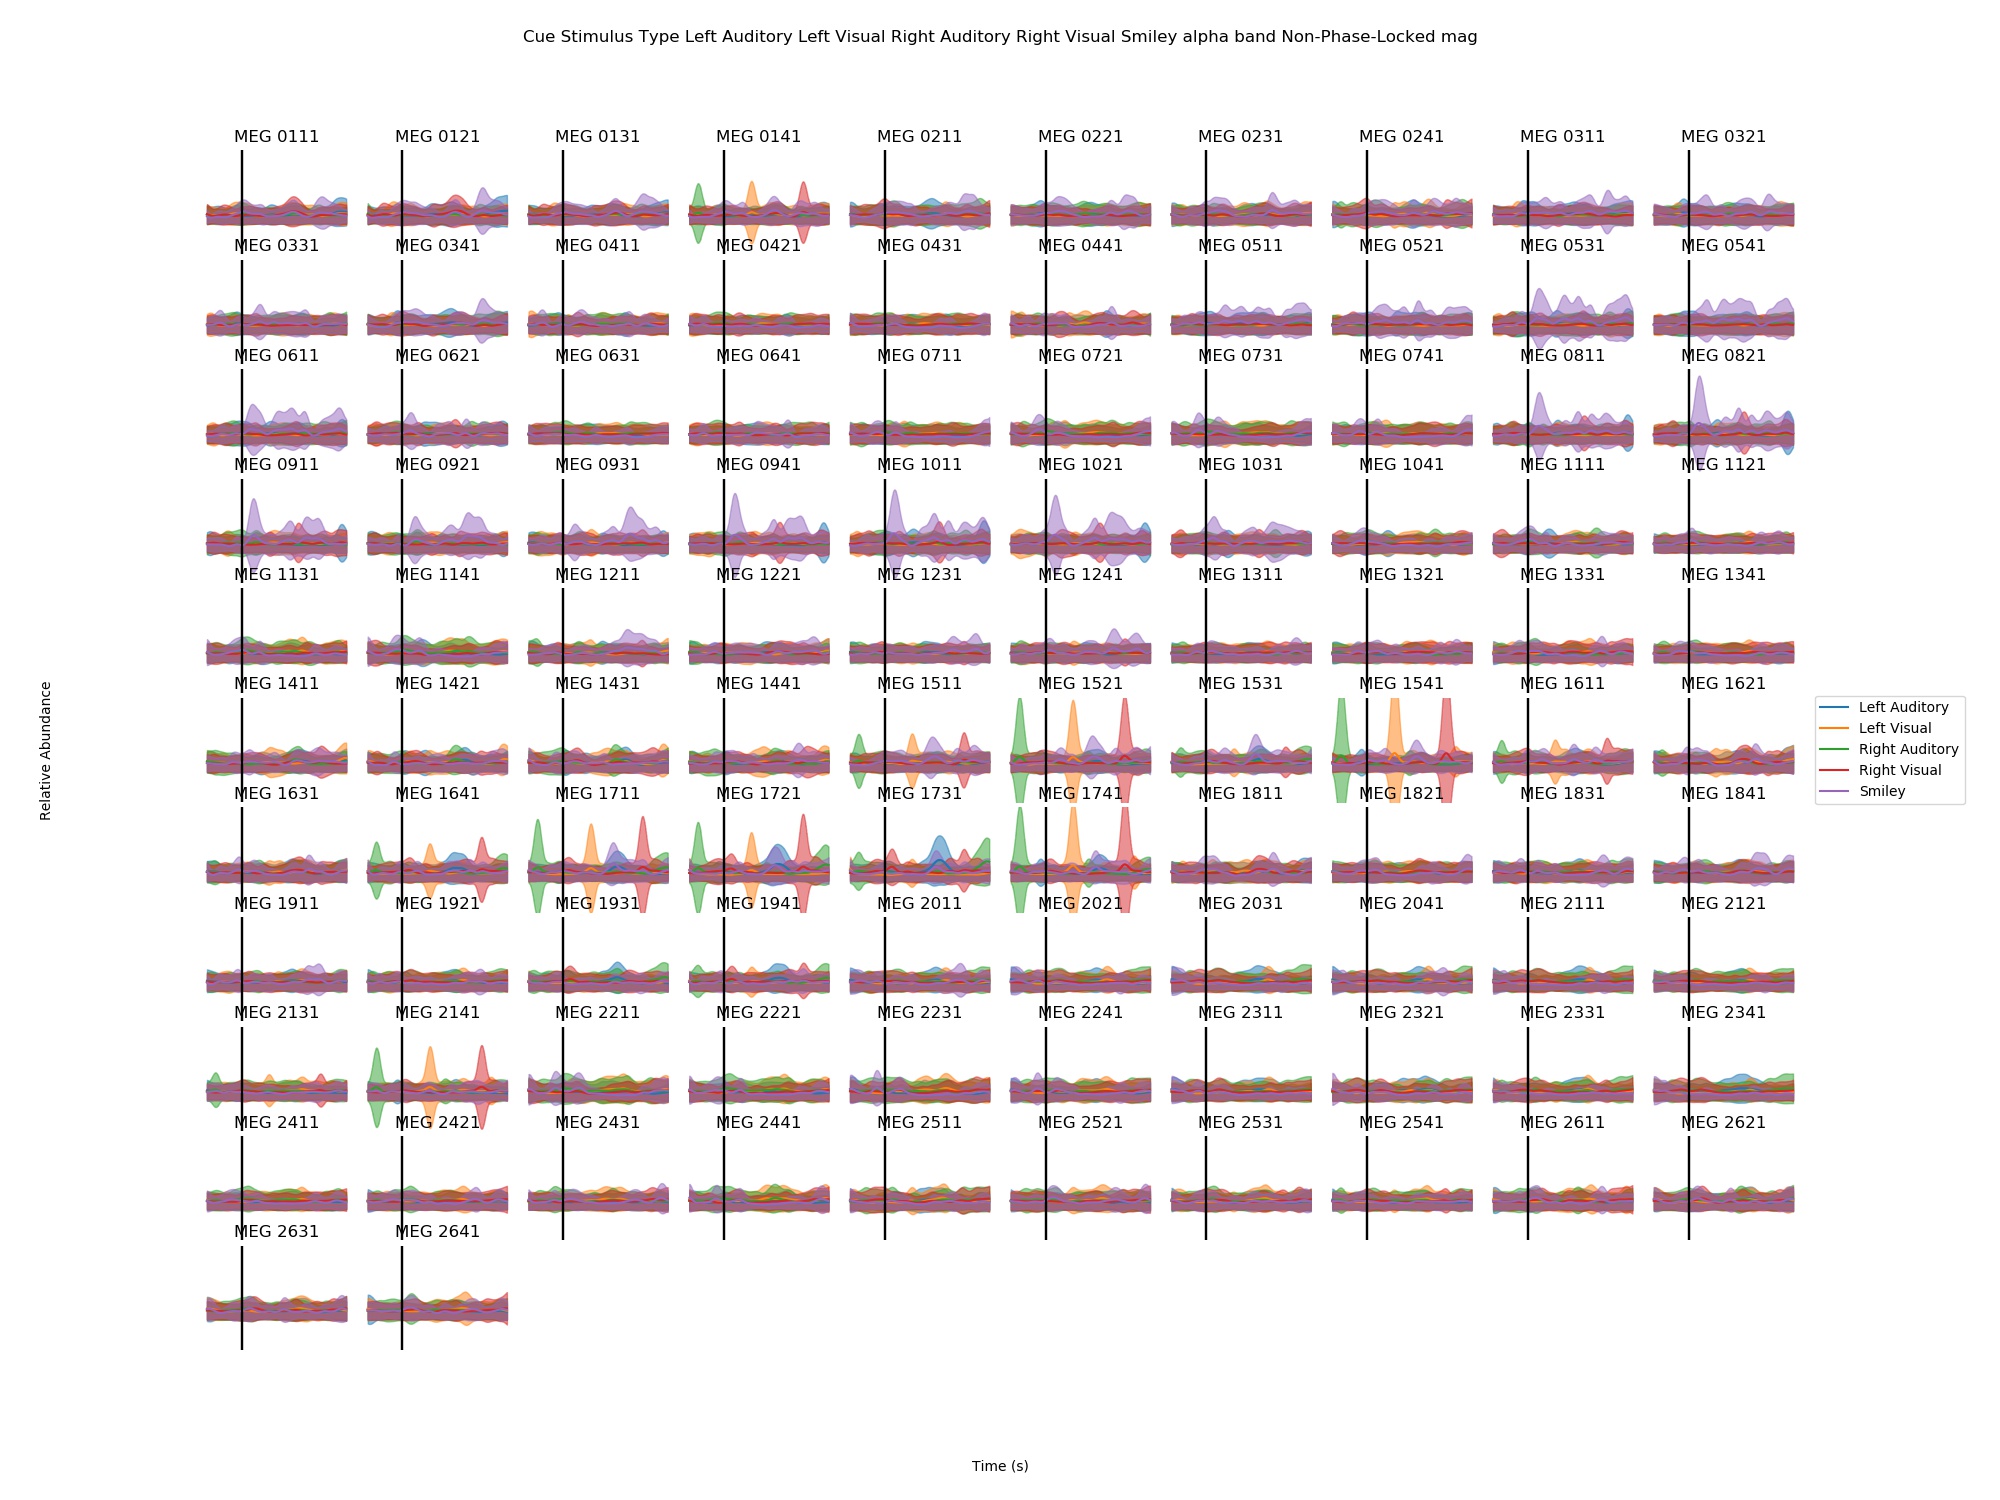 Cue Stimulus Type Left Auditory Left Visual Right Auditory Right Visual Smiley alpha band Non-Phase-Locked mag
MEG 0111 MEG 0121 MEG 0131 MEG 0141 MEG 0211 MEG 0221 MEG 0231 MEG 0241 MEG 0311 MEG 0321
MEG 0331 MEG 0341 MEG 0411 MEG 0421 MEG 0431 MEG 0441 MEG 0511 MEG 0521 MEG 0531 MEG 0541
MEG 0611 MEG 0621 MEG 0631 MEG 0641 MEG 0711 MEG 0721 MEG 0731 MEG 0741 MEG 0811 MEG 0821
MEG 0911 MEG 0921 MEG 0931 MEG 0941 MEG 1011 MEG 1021 MEG 1031 MEG 1041 MEG 1111 MEG 1121
MEG 1131 MEG 1141 MEG 1211 MEG 1221 MEG 1231 MEG 1241 MEG 1311 MEG 1321 MEG 1331 MEG 1341
MEG 1411 MEG 1421 MEG 1431 MEG 1441 MEG 1511 MEG 1521 MEG 1531 MEG 1541 MEG 1611 MEG 1621
MEG 1631 MEG 1641 MEG 1711 MEG 1721 MEG 1731 MEG 1741 MEG 1811 MEG 1821 MEG 1831 MEG 1841
MEG 1911 MEG 1921 MEG 1931 MEG 1941 MEG 2011 MEG 2021 MEG 2031 MEG 2041 MEG 2111 MEG 2121
MEG 2131 MEG 2141 MEG 2211 MEG 2221 MEG 2231 MEG 2241 MEG 2311 MEG 2321 MEG 2331 MEG 2341
MEG 2411 MEG 2421 MEG 2431 MEG 2441 MEG 2511 MEG 2521 MEG 2531 MEG 2541 MEG 2611 MEG 2621
MEG 2631 MEG 2641
Relative Abundance
Left Auditory
Left Visual
Right Auditory
Right Visual
Smiley
Time (s)